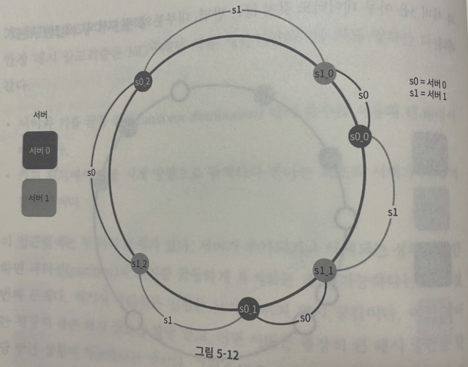 s1
s0_2
s1_0
s0
s0 = 서버 0
s1 = 서버 1
서버
서버 0
서버 1
s0_0
s0
s1
s1_2
s1_1
s0_1
s1
s0
그림 5-12